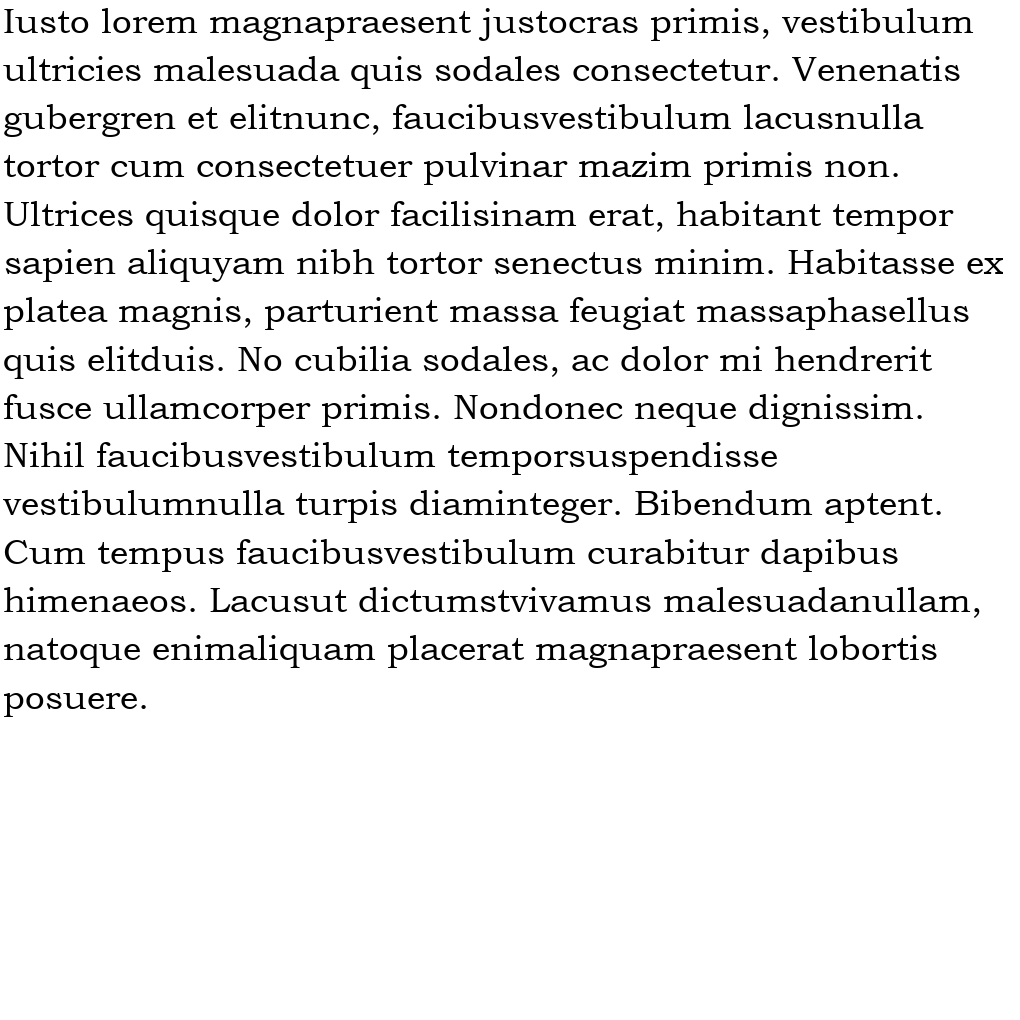 Iusto lorem magnapraesent justocras primis, vestibulum
ultricies malesuada quis sodales consectetur. Venenatis
gubergren et elitnunc, faucibusvestibulum lacusnulla
tortor cum consectetuer pulvinar mazim primis non.
Ultrices quisque dolor facilisinam erat, habitant tempor
sapien aliquyam nibh tortor senectus minim. Habitasse ex
platea magnis, parturient massa feugiat massaphasellus
quis elitduis. No cubilia sodales, ac dolor mi hendrerit
fusce ullamcorper primis. Nondonec neque dignissim.
Nihil faucibusvestibulum temporsuspendisse
vestibulumnulla turpis diaminteger. Bibendum aptent.
Cum tempus faucibusvestibulum curabitur dapibus
himenaeos. Lacusut dictumstvivamus malesuadanullam,
natoque enimaliquam placerat magnapraesent lobortis
posuere.